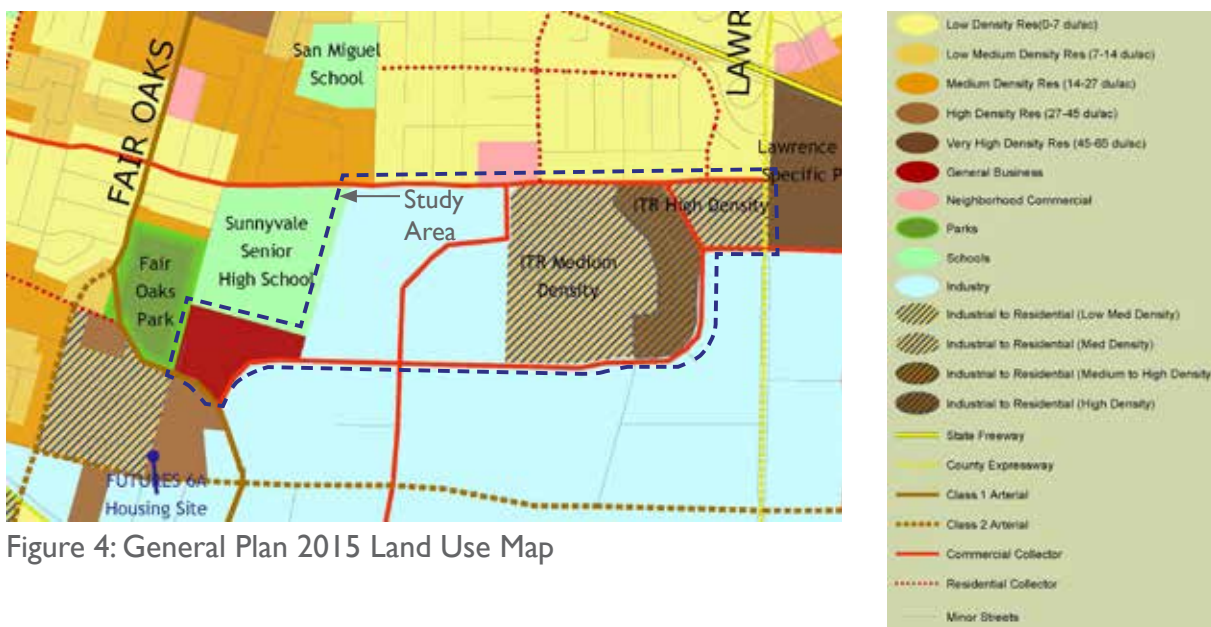 FAIR OAKS
San Miguel
School
LAWR
Lawrence
Specific P
Study
Area
ITR High Density
Sunnyvale
Senior
High School
Fair
Oaks
Park
ITR Medium
Density
FUTURES 6A
Housing Site
Figure 4: General Plan 2015 Land Use Map
Low Density Res(0-7 du/ac)
Low Medium Density Res (7-14 du/ac)
Medium Density Res (14-27 du/ac)
High Density Res (27-45 du/ac)
Very High Density Res (45-65 du/ac)
General Business
Neighborhood Commercial
Parks
Schools
Industry
Industrial to Residential (Low Med Density)
Industrial to Residential (Med Density)
Industrial to Residential (Medium to High Density
Industrial to Residential (High Density)
State Freeway
County Expressway
Class 1 Arterial
Class 2 Arterial
Commercial Collector
Residential Collector
Minor Streets